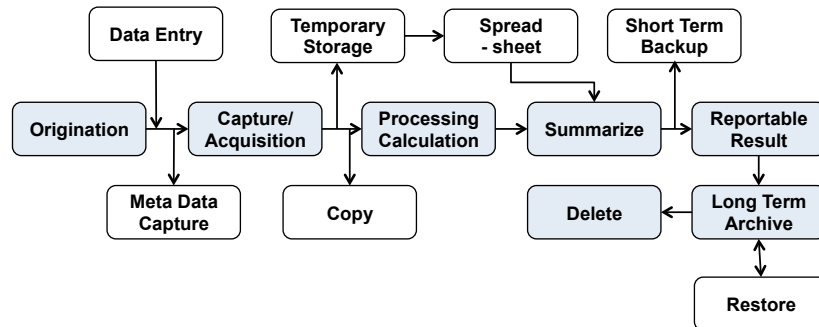 Data Entry
Temporary
Storage
Spread
- sheet
Short Term
Backup
Origination
Capture/
Acquisition
Processing
Calculation
Summarize
Reportable
Result
Meta Data
Capture
Copy
Delete
Long Term
Archive
Restore